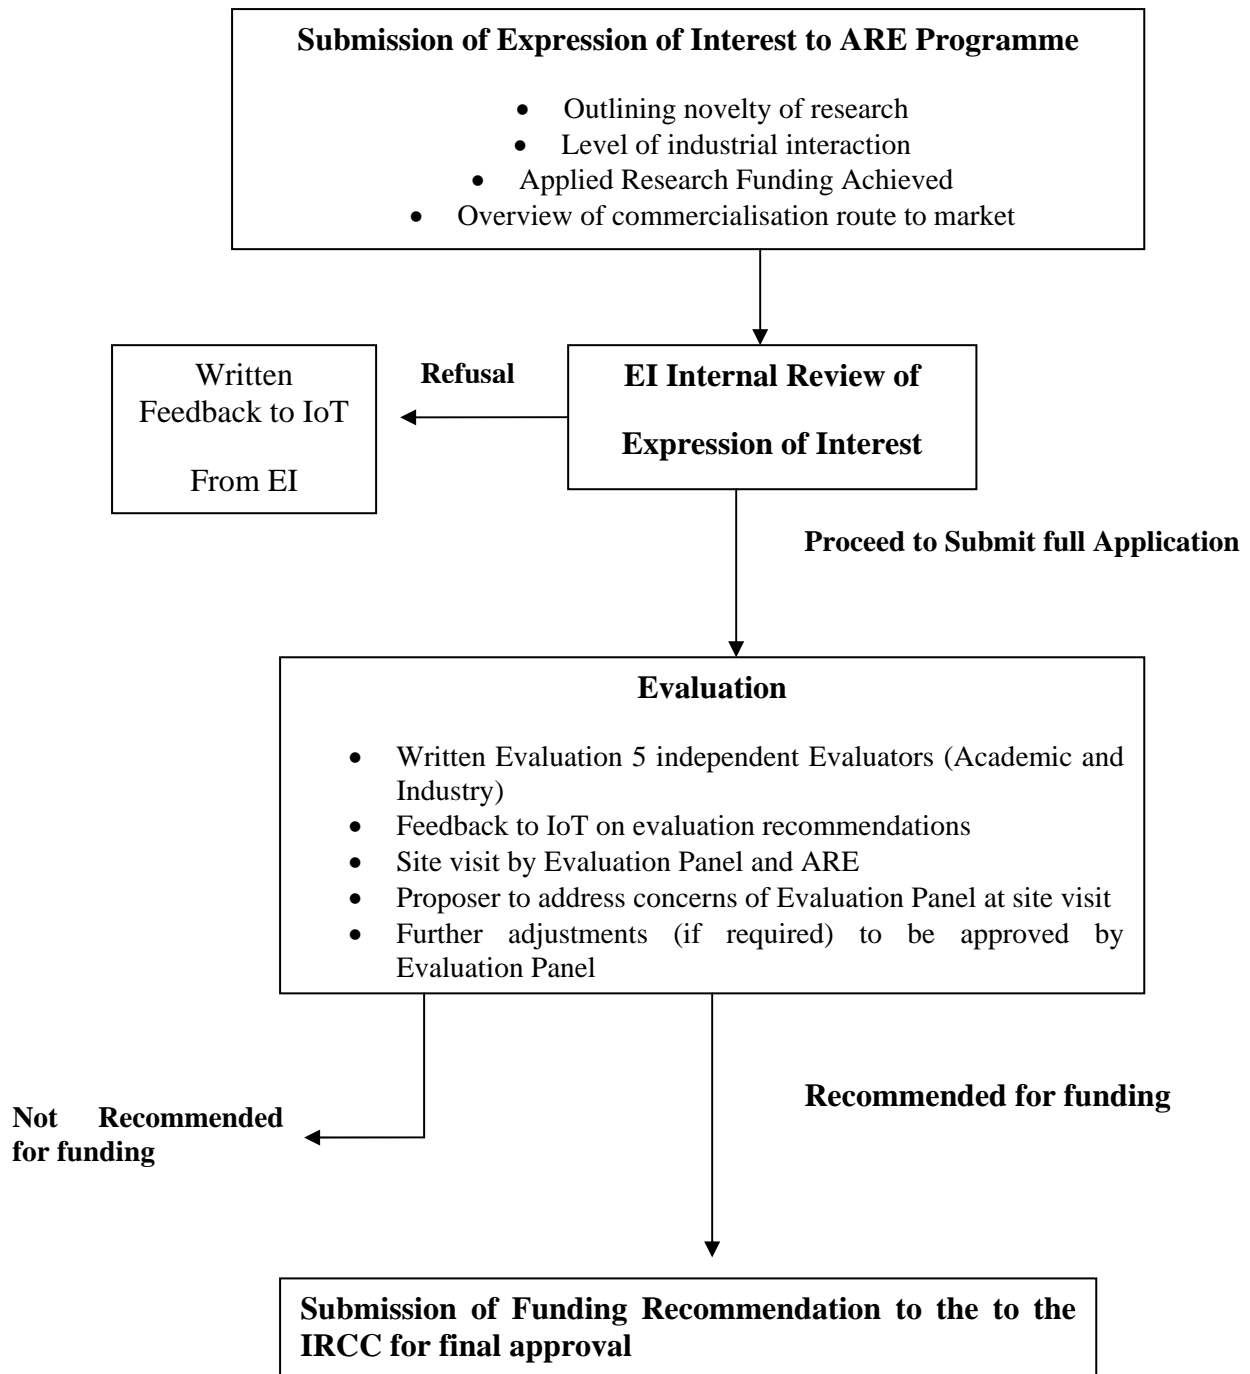 Submission of Expression of Interest to ARE Programme
• Outlining novelty of research
• Level of industrial interaction
• Applied Research Funding Achieved
• Overview of commercialisation route to market
Written
Feedback to IoT
From EI
Refusal
EI Internal Review of
Expression of Interest
Proceed to Submit full Application
Evaluation
• Written Evaluation 5 independent Evaluators (Academic and
Industry)
• Feedback to IoT on evaluation recommendations
• Site visit by Evaluation Panel and ARE
• Proposer to address concerns of Evaluation Panel at site visit
• Further adjustments (if required) to be approved by
Evaluation Panel
Recommended for funding
Not Recommended
for funding
Submission of Funding Recommendation to the to the
IRCC for final approval